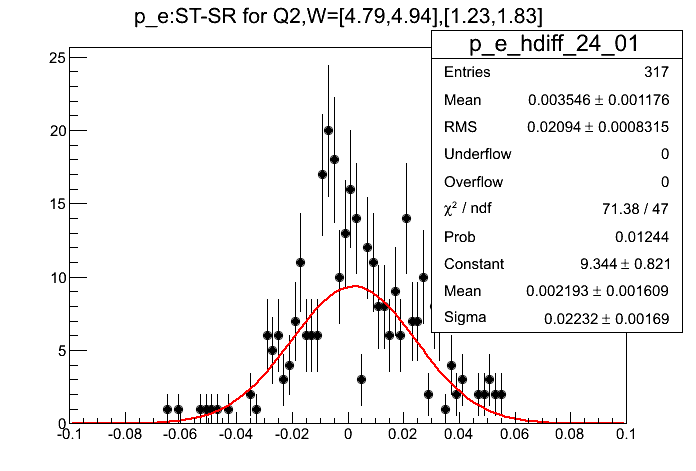 p_e:ST-SR for Q2,W=[4.79,4.94],[1.23,1.83]
p_e_hdiff_24_01
Entries 317
Mean 0.003546 ± 0.001176
RMS 0.02094 ± 0.0008315
Underflow 0
Overflow 0
χ² / ndf 71.38 / 47
Prob 0.01244
Constant 9.344 ± 0.821
Mean 0.002193 ± 0.001609
Sigma 0.02232 ± 0.00169
25
20
15
10
5
0
-0.1 -0.08 -0.06 -0.04 -0.02 0 0.02 0.04 0.06 0.08 0.1